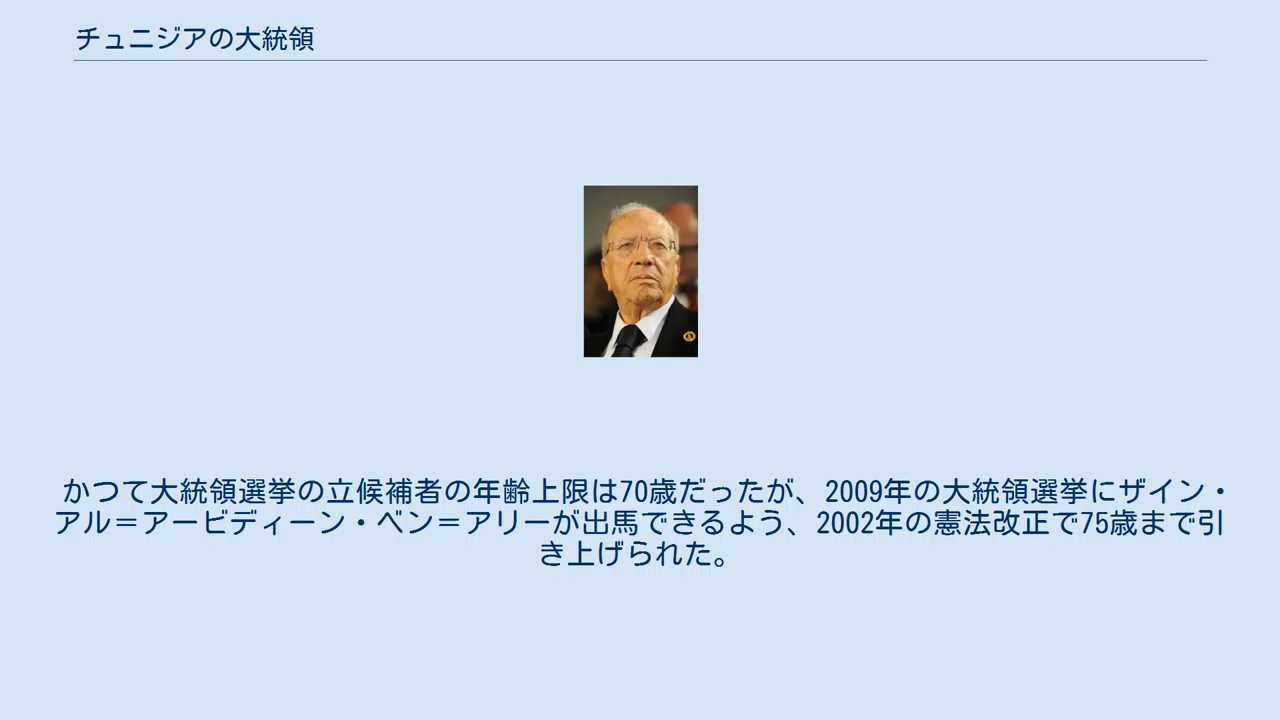 チュニジアの大統領
かつて大統領選挙の立候補者の年齢上限は70歳だったが、2009年の大統領選挙にザイン・
アル＝アービディーン・ベン＝アリーが出馬できるよう、2002年の憲法改正で75歳まで引
き上げられた。